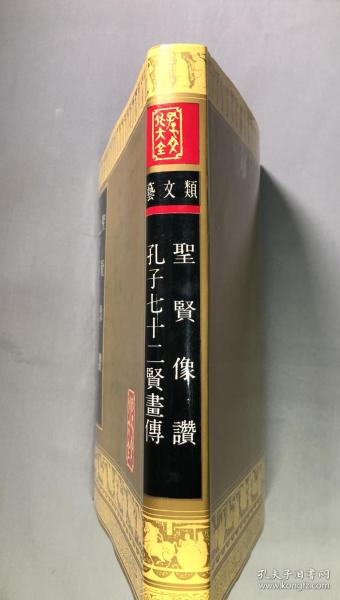 孔子文化大全
藝文類
聖賢像讚
孔子七十二賢畫傳
孔夫子旧书网
www.kongfz.com